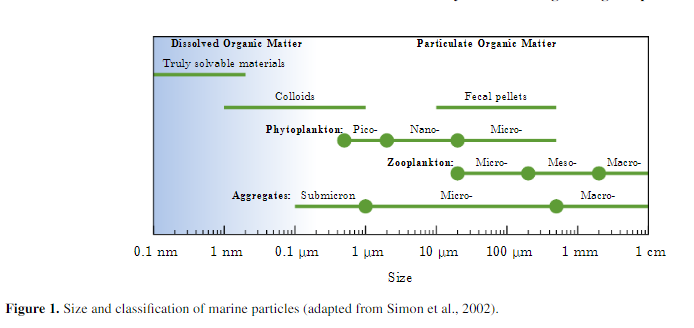 Dissolved Organic Matter Particulate Organic Matter
Truly solvable materials
Colloids Fecal pellets
Phytoplankton: Pico- Nano- Micro-
Zooplankton: Micro- Meso- Macro-
Aggregates: Submicron Micro- Macro-
0.1 nm 1 nm 0.1 μm 1 μm 10 μm 100 μm 1 mm 1 cm
Size
Figure 1. Size and classification of marine particles (adapted from Simon et al., 2002).